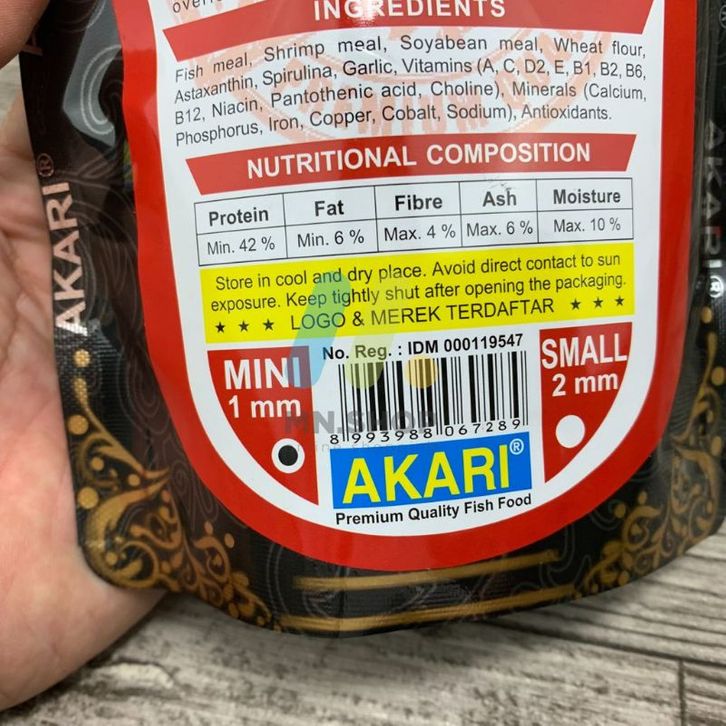 INGREDIENTS
Fish meal, Shrimp meal, Soyabean meal, Wheat flour,
Astaxanthin, Spirulina, Garlic, Vitamins (A, C, D2, E, B1, B2, B6,
B12, Niacin, Pantothenic acid, Choline), Minerals (Calcium,
Phosphorus, Iron, Copper, Cobalt, Sodium), Antioxidants.
NUTRITIONAL COMPOSITION
Protein Fat Fibre Ash Moisture
Min. 42 % Min. 6 % Max. 4 % Max. 6 % Max. 10 %
Store in cool and dry place. Avoid direct contact to sun
exposure. Keep tightly shut after opening the packaging.
★ ★ ★ LOGO & MEREK TERDAFTAR ★ ★ ★
No. Reg. : IDM 000119547
MINI
1 mm
SMALL
2 mm
MN.SHOP
8 993988 067289
AKARI®
Premium Quality Fish Food
AKARI®
AKARI®